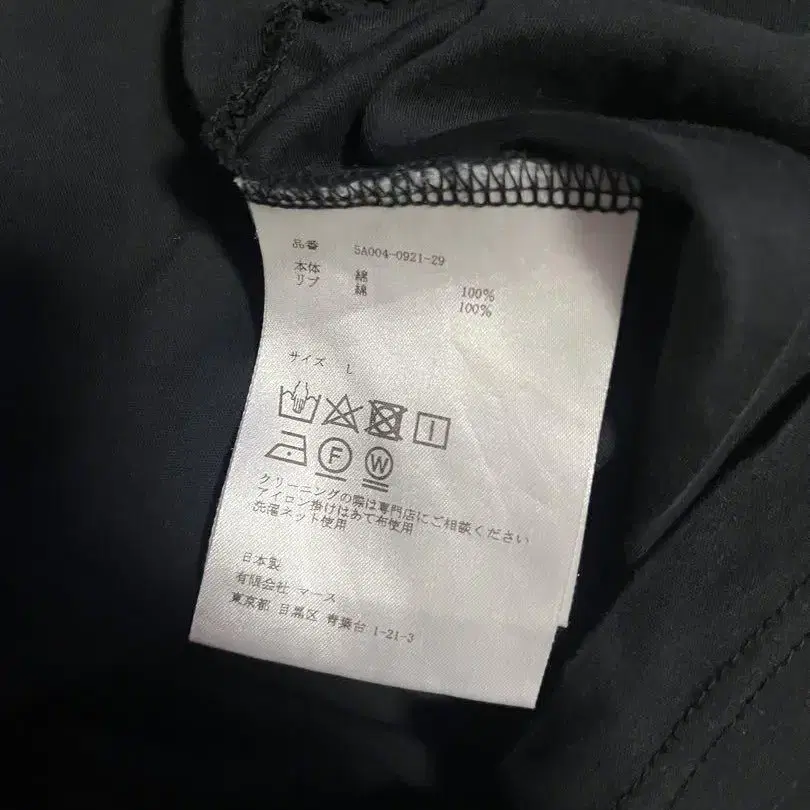 品番 5A004-0921-29
本体 綿 100%
リブ 綿 100%
サイズ L
F W
クリーニングの際は専門店にご相談ください
アイロン掛けはあて布使用
洗濯ネット使用
日本製
有限会社 マース
東京都 目黒区 青葉台 1-21-3